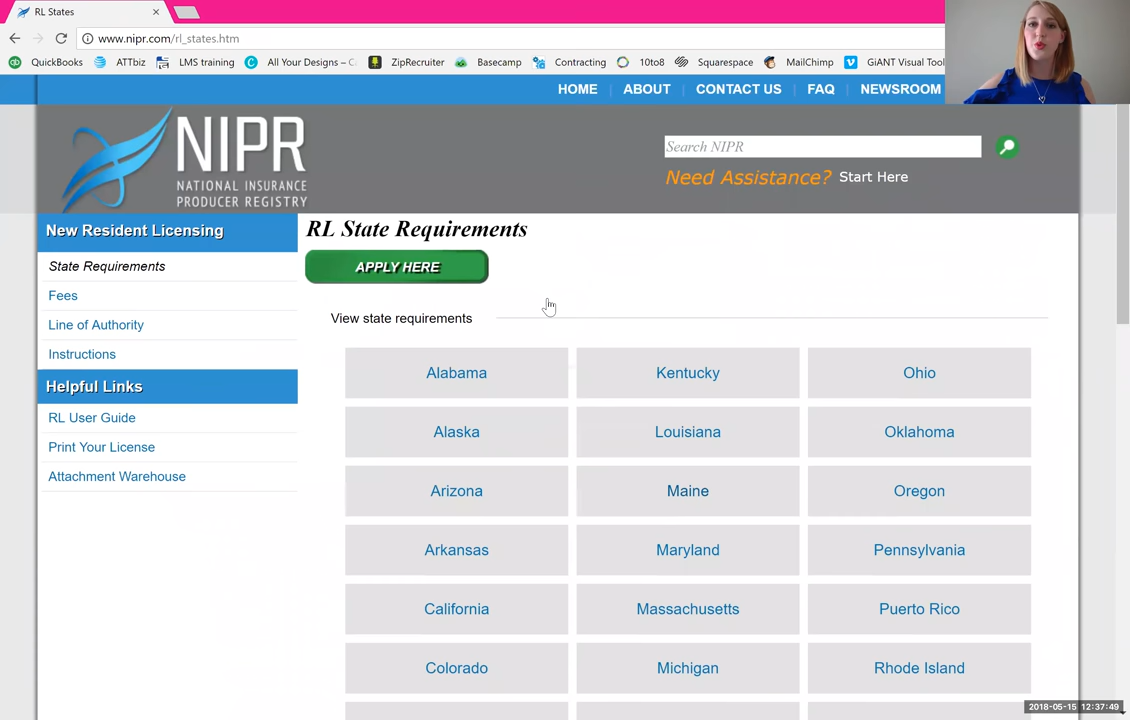 RL States
www.nipr.com/rl_states.htm
QuickBooks ATTbiz LMS training All Your Designs – C ZipRecruiter Basecamp Contracting 10to8 Squarespace MailChimp GiANT Visual Tool
HOME ABOUT CONTACT US FAQ NEWSROOM
NIPR
NATIONAL INSURANCE
PRODUCER REGISTRY
Search NIPR
Need Assistance? Start Here
New Resident Licensing
State Requirements
Fees
Line of Authority
Instructions
Helpful Links
RL User Guide
Print Your License
Attachment Warehouse
RL State Requirements
APPLY HERE
View state requirements
Alabama Kentucky Ohio
Alaska Louisiana Oklahoma
Arizona Maine Oregon
Arkansas Maryland Pennsylvania
California Massachusetts Puerto Rico
Colorado Michigan Rhode Island
2018-05-15 12:37:49